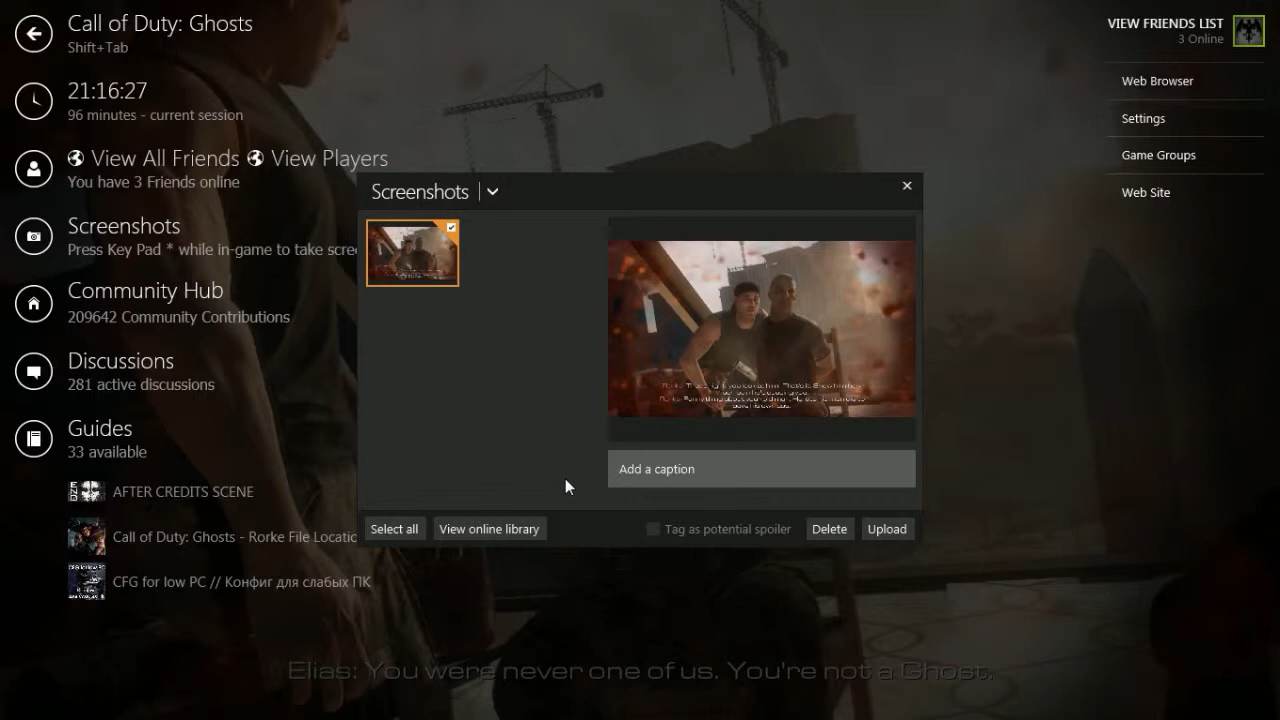 Call of Duty: Ghosts
Shift+Tab
21:16:27
96 minutes - current session
View All Friends View Players
You have 3 Friends online
Screenshots
Press Key Pad * while in-game to take scre
Community Hub
209642 Community Contributions
Discussions
281 active discussions
Guides
33 available
AFTER CREDITS SCENE
Call of Duty: Ghosts - Rorke File Locatic
CFG for low PC // Конфиг для слабых ПК
Screenshots
Add a caption
Select all
View online library
Tag as potential spoiler
Delete
Upload
VIEW FRIENDS LIST
3 Online
Web Browser
Settings
Game Groups
Web Site
Elias: You were never one of us. You're not a Ghost.